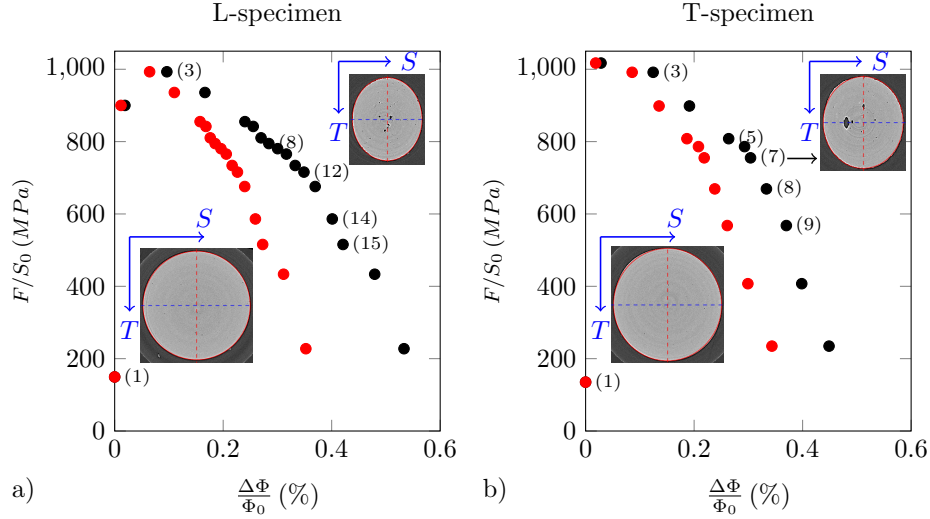 L-specimen
T-specimen
F/S₀ (MPa)
1,000
800
600
400
200
0
0
0.2
0.4
0.6
(3)
(8)
(12)
(14)
(15)
(1)
S
T
S
T
a)
ΔΦ/Φ₀ (%)
F/S₀ (MPa)
1,000
800
600
400
200
0
0
0.2
0.4
0.6
(3)
(5)
(7)
(8)
(9)
(1)
S
T
S
T
b)
ΔΦ/Φ₀ (%)